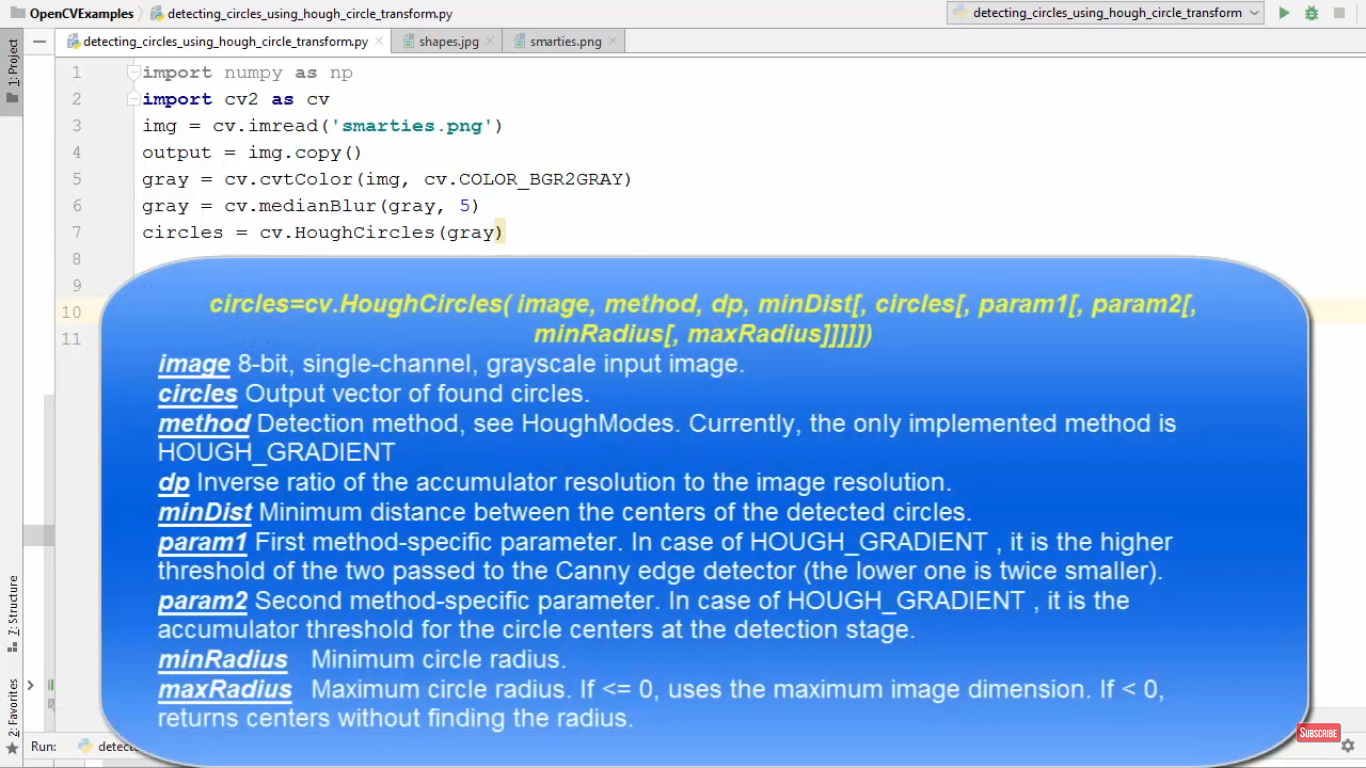 OpenCVExamples detecting_circles_using_hough_circle_transform.py detecting_circles_using_hough_circle_transform
1: Project
detecting_circles_using_hough_circle_transform.py shapes.jpg smarties.png
1 import numpy as np
2 import cv2 as cv
3 img = cv.imread('smarties.png')
4 output = img.copy()
5 gray = cv.cvtColor(img, cv.COLOR_BGR2GRAY)
6 gray = cv.medianBlur(gray, 5)
7 circles = cv.HoughCircles(gray)
8
9
10
11
circles=cv.HoughCircles( image, method, dp, minDist[, circles[, param1[, param2[,
minRadius[, maxRadius]]]]])
image 8-bit, single-channel, grayscale input image.
circles Output vector of found circles.
method Detection method, see HoughModes. Currently, the only implemented method is
HOUGH_GRADIENT
dp Inverse ratio of the accumulator resolution to the image resolution.
minDist Minimum distance between the centers of the detected circles.
param1 First method-specific parameter. In case of HOUGH_GRADIENT , it is the higher
threshold of the two passed to the Canny edge detector (the lower one is twice smaller).
param2 Second method-specific parameter. In case of HOUGH_GRADIENT , it is the
accumulator threshold for the circle centers at the detection stage.
minRadius Minimum circle radius.
maxRadius Maximum circle radius. If <= 0, uses the maximum image dimension. If < 0,
returns centers without finding the radius.
7: Structure
2: Favorites
SUBSCRIBE
Run: detec